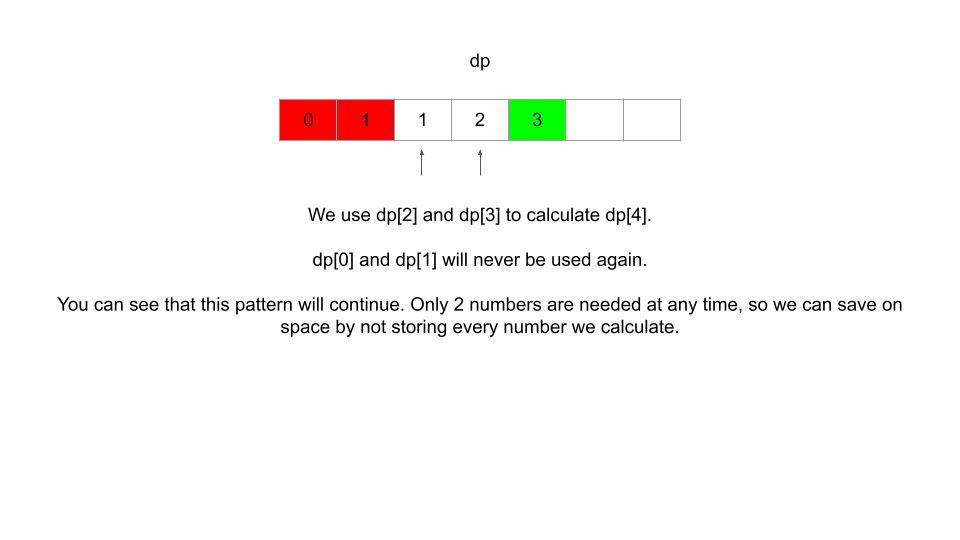 dp
0 1 1 2 3
We use dp[2] and dp[3] to calculate dp[4].
dp[0] and dp[1] will never be used again.
You can see that this pattern will continue. Only 2 numbers are needed at any time, so we can save on
space by not storing every number we calculate.